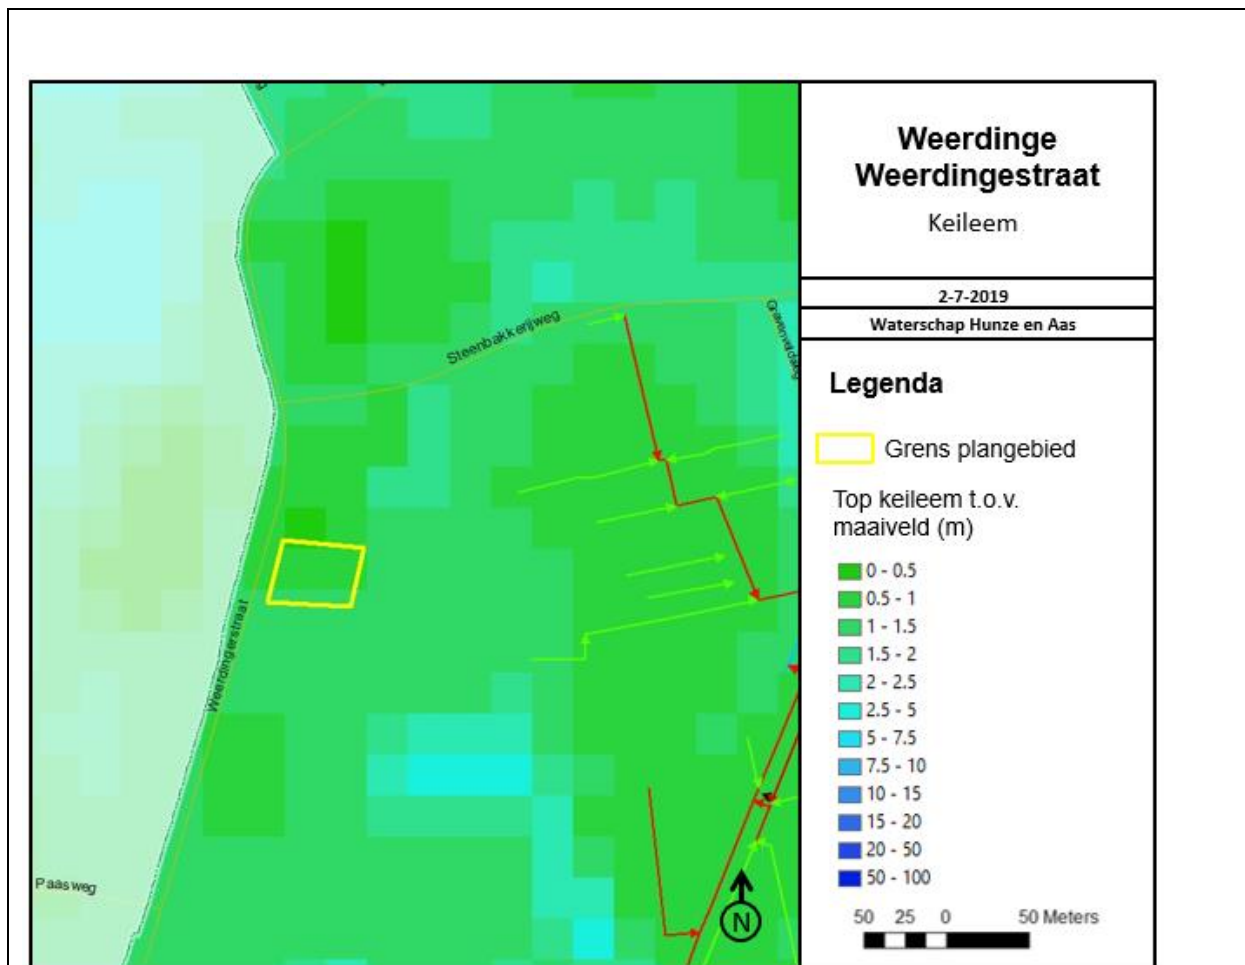 Weerdinge
Weerdingestraat
Keileem
2-7-2019
Waterschap Hunze en Aas
Legenda
Grens plangebied
Top keileem t.o.v.
maaiveld (m)
0 - 0.5
0.5 - 1
1 - 1.5
1.5 - 2
2 - 2.5
2.5 - 5
5 - 7.5
7.5 - 10
10 - 15
15 - 20
20 - 50
50 - 100
50 25 0 50 Meters
N
Steenbakkerijweg
Weerdingerstraat
Paasweg